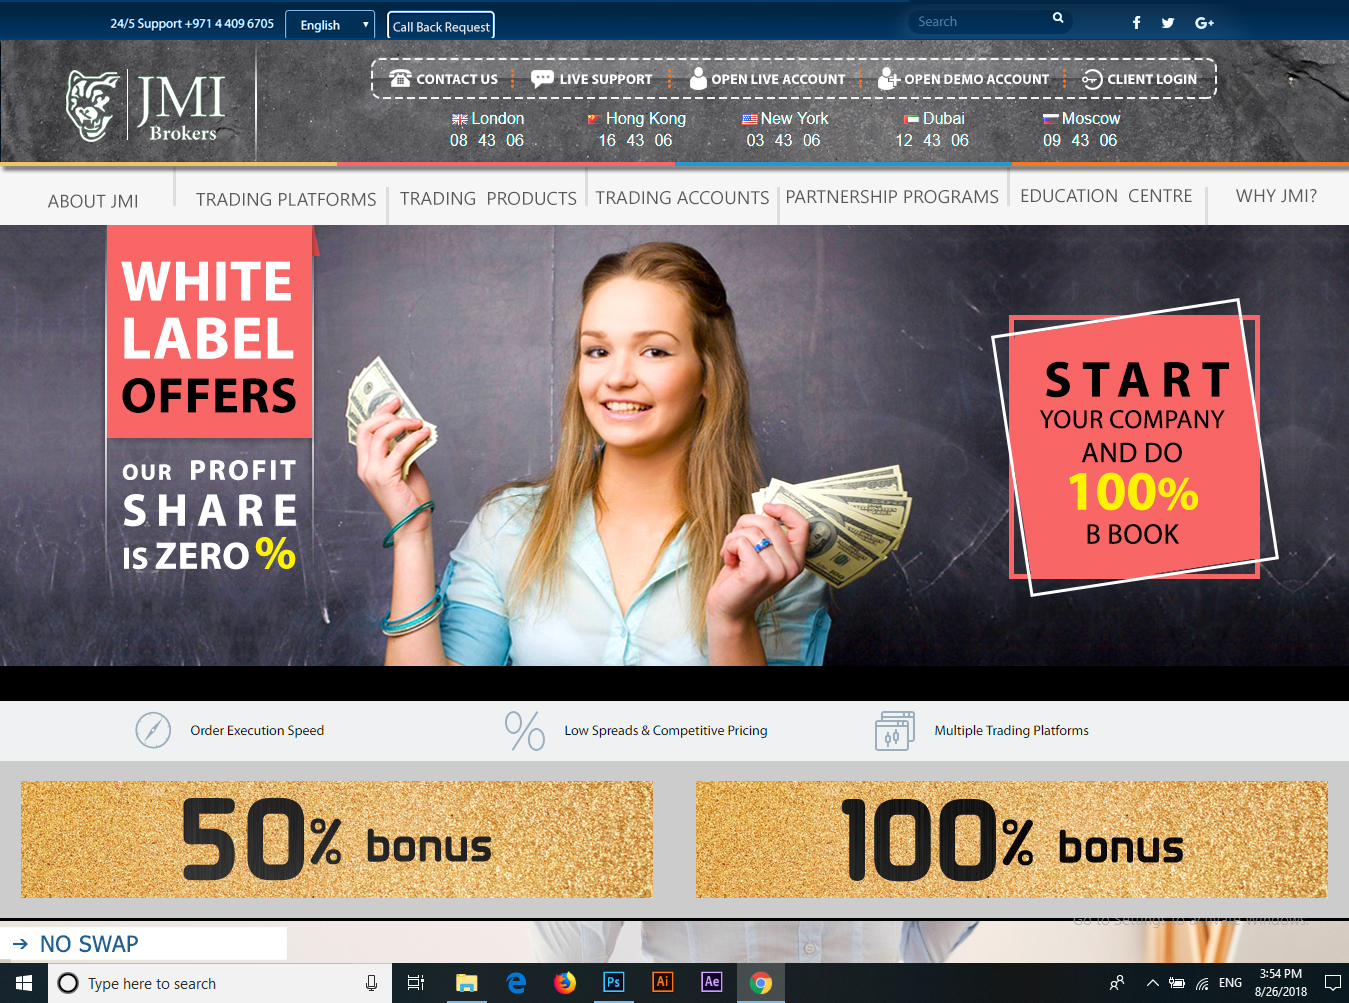 24/5 Support +971 4 409 6705
English
Call Back Request
Search
JMI
Brokers
CONTACT US
LIVE SUPPORT
OPEN LIVE ACCOUNT
OPEN DEMO ACCOUNT
CLIENT LOGIN
London
08 43 06
Hong Kong
16 43 06
New York
03 43 06
Dubai
12 43 06
Moscow
09 43 06
ABOUT JMI
TRADING PLATFORMS
TRADING PRODUCTS
TRADING ACCOUNTS
PARTNERSHIP PROGRAMS
EDUCATION CENTRE
WHY JMI?
WHITE
LABEL
OFFERS
OUR PROFIT
SHARE
IS ZERO %
START
YOUR COMPANY
AND DO
100%
B BOOK
Order Execution Speed
Low Spreads & Competitive Pricing
Multiple Trading Platforms
50% bonus
100% bonus
Go to Settings to activate Windows.
→ NO SWAP
Type here to search
Ps
Ai
Ae
ENG
3:54 PM
8/26/2018